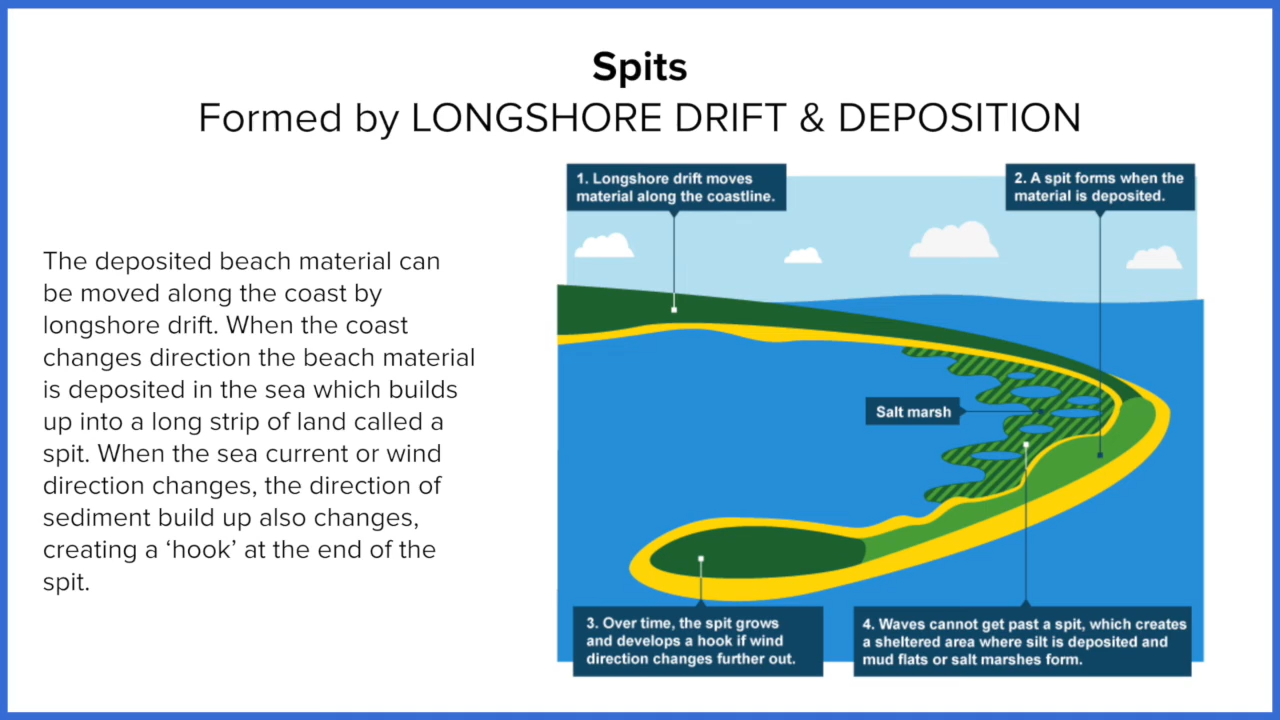 Spits
Formed by LONGSHORE DRIFT & DEPOSITION
The deposited beach material can
be moved along the coast by
longshore drift. When the coast
changes direction the beach material
is deposited in the sea which builds
up into a long strip of land called a
spit. When the sea current or wind
direction changes, the direction of
sediment build up also changes,
creating a ‘hook’ at the end of the
spit.
1. Longshore drift moves
material along the coastline.
2. A spit forms when the
material is deposited.
Salt marsh
3. Over time, the spit grows
and develops a hook if wind
direction changes further out.
4. Waves cannot get past a spit, which creates
a sheltered area where silt is deposited and
mud flats or salt marshes form.